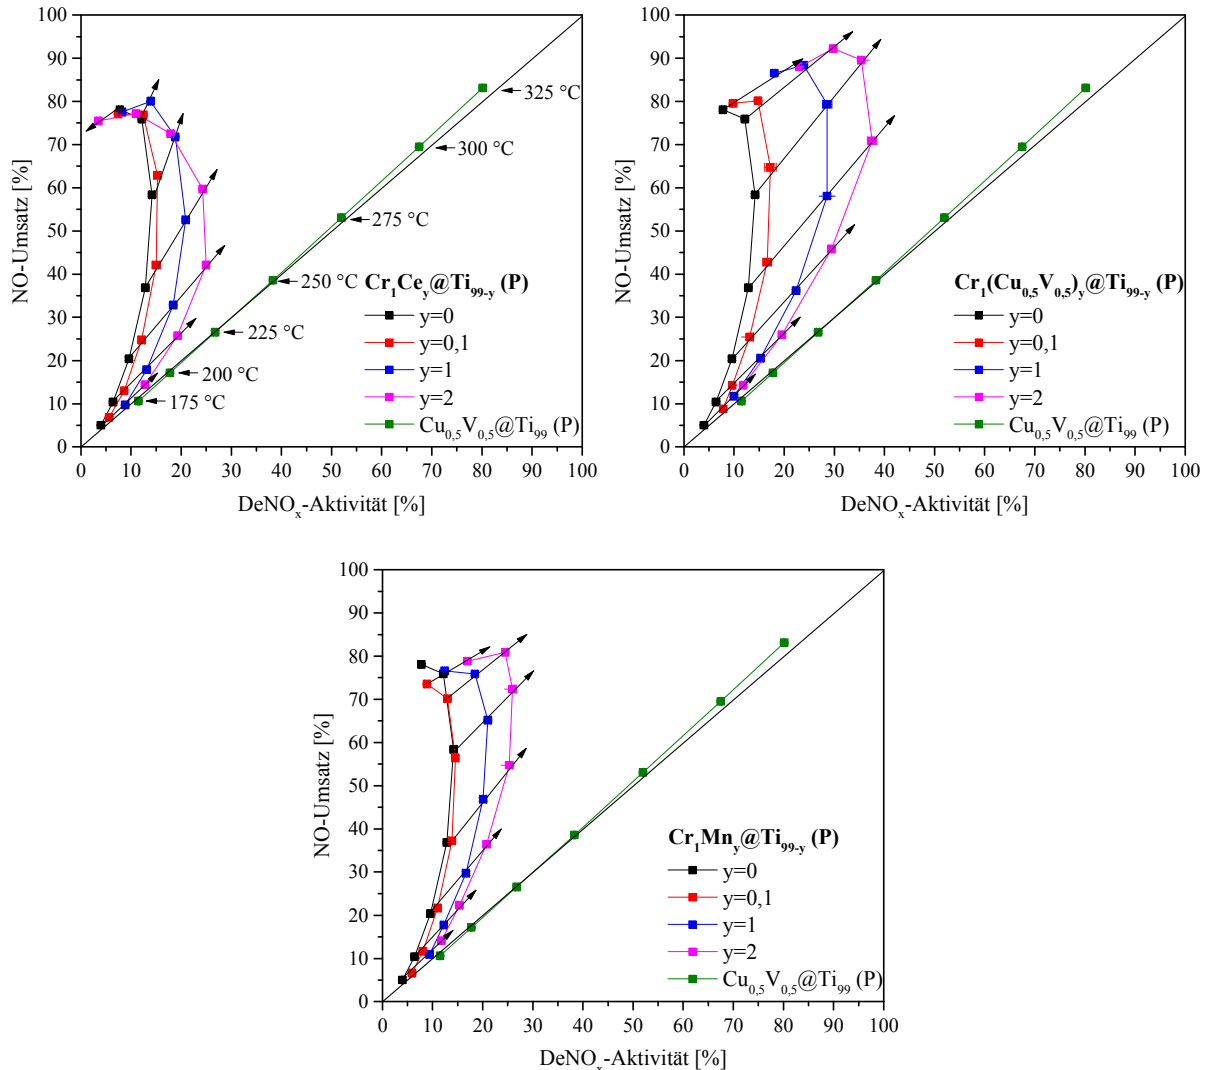 100
90
80
70
60
50
40
30
20
10
0
NO-Umsatz [%]
325 °C
300 °C
275 °C
250 °C
225 °C
200 °C
175 °C
Cr₁Ceᵧ@Ti₉₉₋ᵧ (P)
y=0
y=0,1
y=1
y=2
Cu₀,₅V₀,₅@Ti₉₉ (P)
0 10 20 30 40 50 60 70 80 90 100
DeNOₓ-Aktivität [%]
100
90
80
70
60
50
40
30
20
10
0
NO-Umsatz [%]
Cr₁(Cu₀,₅V₀,₅)ᵧ@Ti₉₉₋ᵧ (P)
y=0
y=0,1
y=1
y=2
Cu₀,₅V₀,₅@Ti₉₉ (P)
0 10 20 30 40 50 60 70 80 90 100
DeNOₓ-Aktivität [%]
100
90
80
70
60
50
40
30
20
10
0
NO-Umsatz [%]
Cr₁Mnᵧ@Ti₉₉₋ᵧ (P)
y=0
y=0,1
y=1
y=2
Cu₀,₅V₀,₅@Ti₉₉ (P)
0 10 20 30 40 50 60 70 80 90 100
DeNOₓ-Aktivität [%]